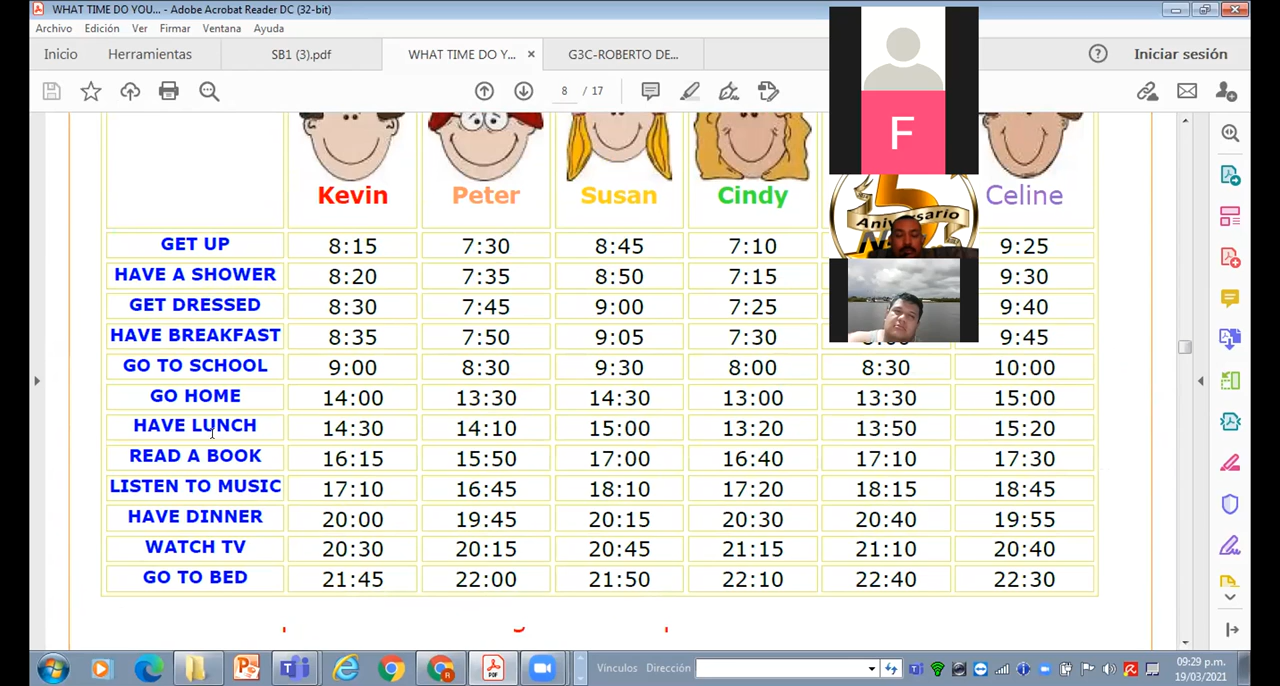 WHAT TIME DO YOU... - Adobe Acrobat Reader DC (32-bit)
Archivo Edición Ver Firmar Ventana Ayuda
Inicio Herramientas SB1 (3).pdf WHAT TIME DO Y... × G3C-ROBERTO DE... ? Iniciar sesión
8 / 17
F
Aniversario
Kevin Peter Susan Cindy Celine
GET UP 8:15 7:30 8:45 7:10 9:25
HAVE A SHOWER 8:20 7:35 8:50 7:15 9:30
GET DRESSED 8:30 7:45 9:00 7:25 9:40
HAVE BREAKFAST 8:35 7:50 9:05 7:30 9:45
GO TO SCHOOL 9:00 8:30 9:30 8:00 8:30 10:00
GO HOME 14:00 13:30 14:30 13:00 13:30 15:00
HAVE LUNCH 14:30 14:10 15:00 13:20 13:50 15:20
READ A BOOK 16:15 15:50 17:00 16:40 17:10 17:30
LISTEN TO MUSIC 17:10 16:45 18:10 17:20 18:15 18:45
HAVE DINNER 20:00 19:45 20:15 20:30 20:40 19:55
WATCH TV 20:30 20:15 20:45 21:15 21:10 20:40
GO TO BED 21:45 22:00 21:50 22:10 22:40 22:30
Vínculos Dirección
09:29 p.m.
19/03/2021